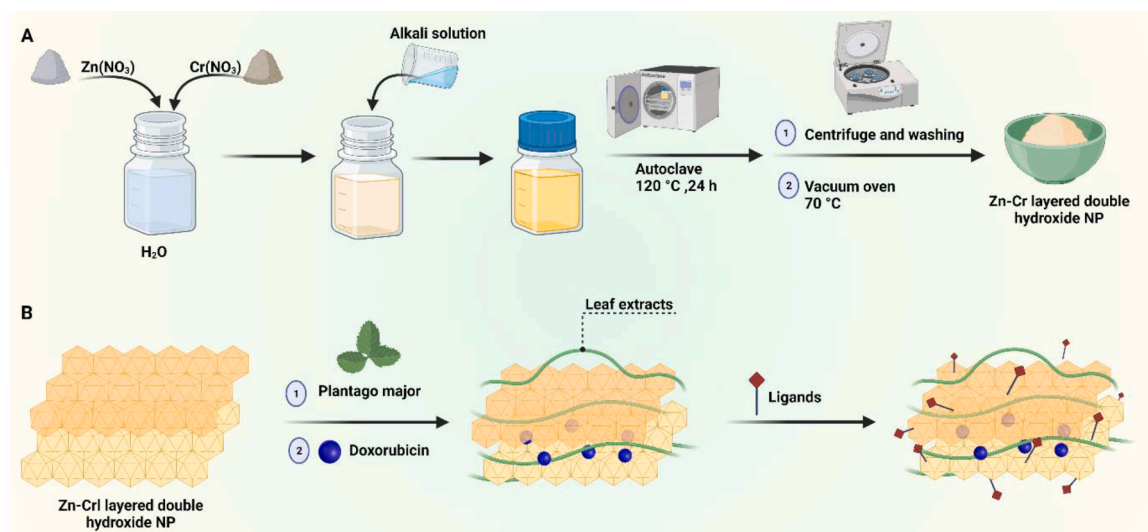 A
Zn(NO₃)
Cr(NO₃)
H₂O
Alkali solution
Autoclave
Autoclave
120 °C ,24 h
1 Centrifuge and washing
2 Vacuum oven
70 °C
Zn-Cr layered double
hydroxide NP
B
Zn-Crl layered double
hydroxide NP
1 Plantago major
2 Doxorubicin
Leaf extracts
Ligands